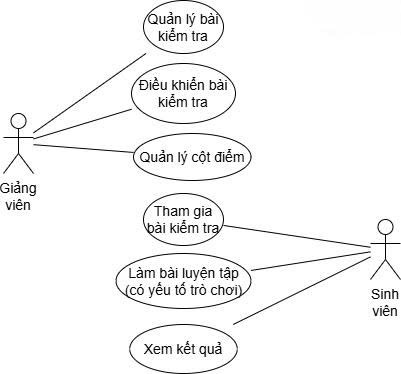 Quản lý bài
kiểm tra
Điều khiển bài
kiểm tra
Quản lý cột điểm
Giảng
viên
Tham gia
bài kiểm tra
Làm bài luyện tập
(có yếu tố trò chơi)
Sinh
viên
Xem kết quả